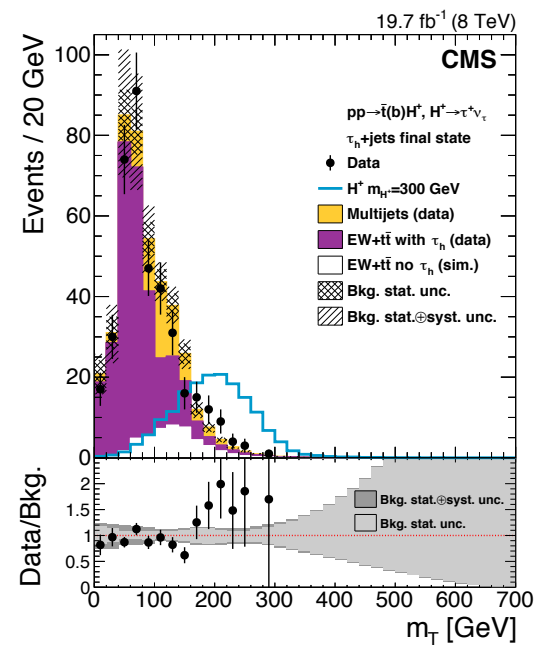 19.7 fb⁻¹ (8 TeV)
CMS
Events / 20 GeV
100
80
60
40
20
0
pp→t̄(b)H⁺, H⁺→τ⁺ν_τ
τ_h+jets final state
Data
H⁺ m_H⁺=300 GeV
Multijets (data)
EW+tt̄ with τ_h (data)
EW+tt̄ no τ_h (sim.)
Bkg. stat. unc.
Bkg. stat.⊕syst. unc.
Data/Bkg.
2
1.5
1
0.5
0
Bkg. stat.⊕syst. unc.
Bkg. stat. unc.
0 100 200 300 400 500 600 700
m_T [GeV]